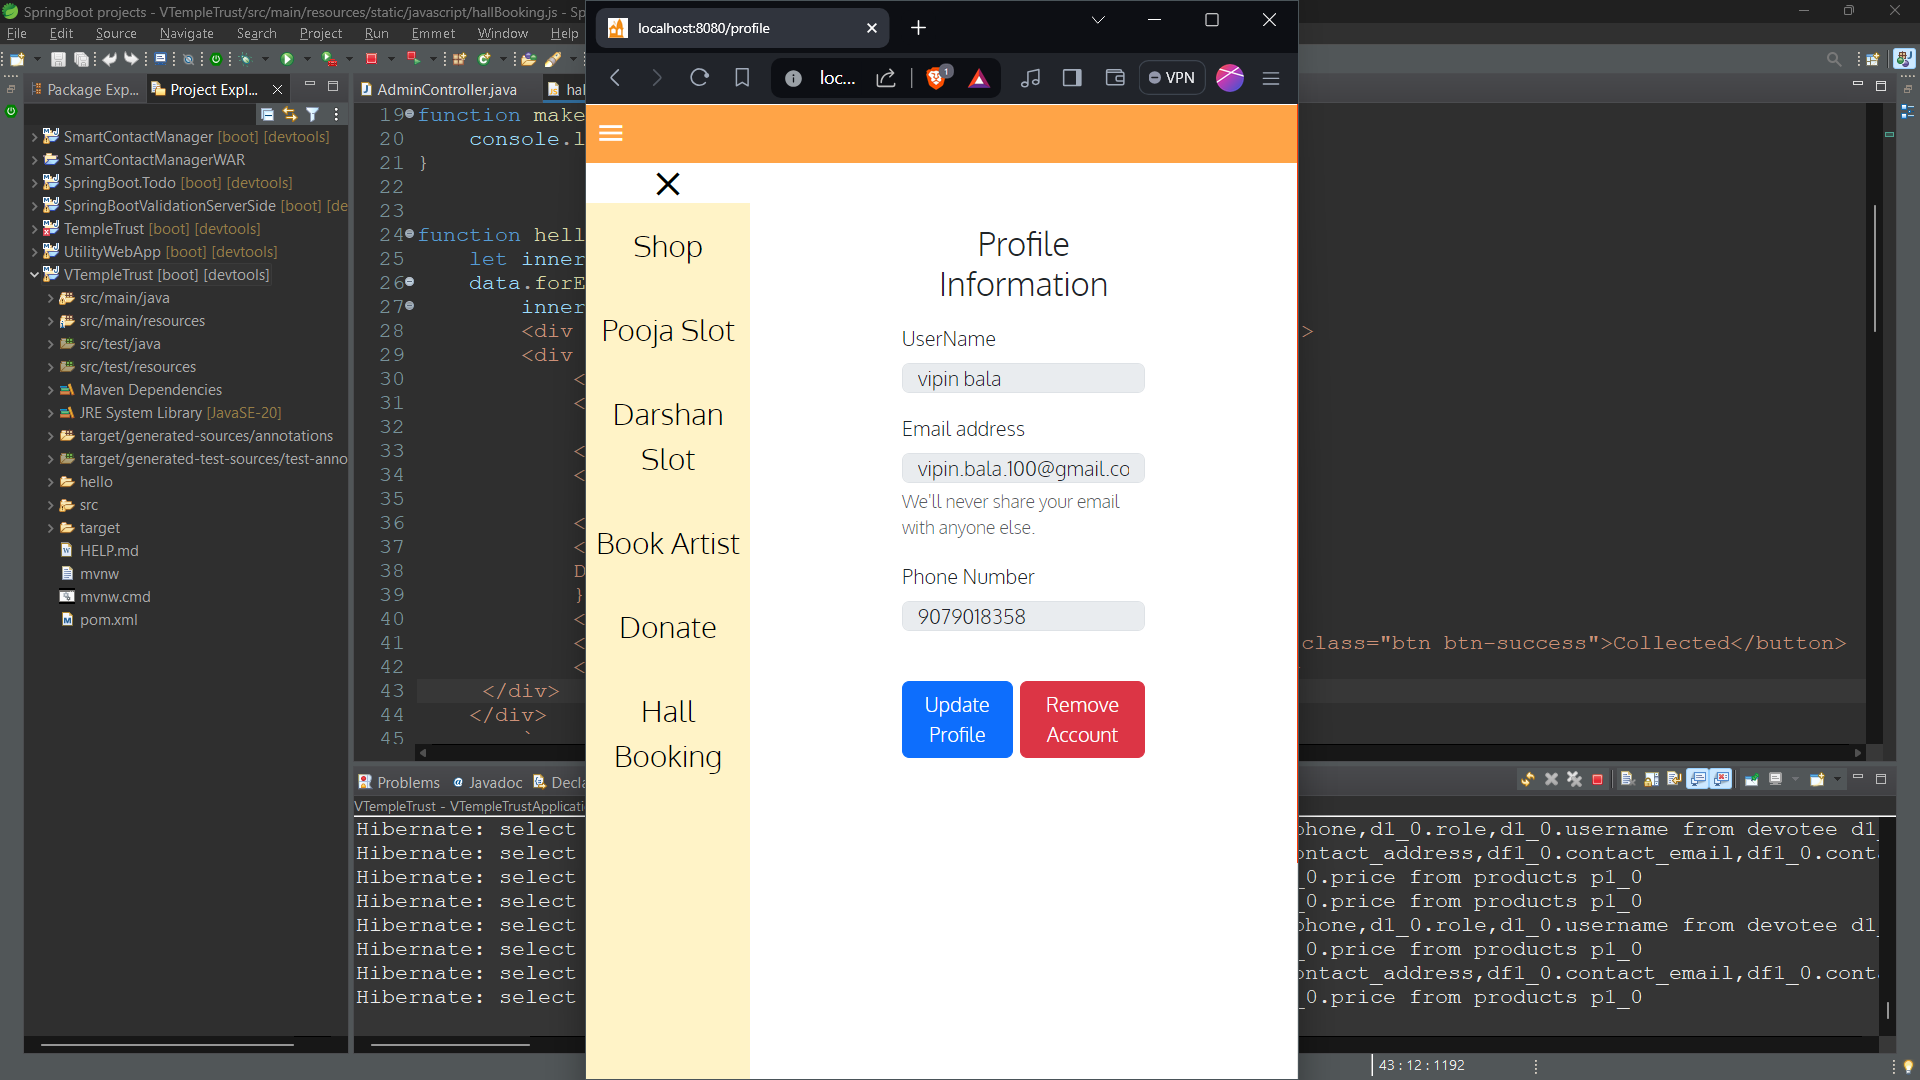 SpringBoot projects - VTempleTrust/src/main/resources/static/javascript/hallBooking.js - Sp
File Edit Source Navigate Search Project Run Emmet Window Help
Package Exp...
Project Expl...
SmartContactManager [boot] [devtools]
SmartContactManagerWAR
SpringBoot.Todo [boot] [devtools]
SpringBootValidationServerSide [boot] [de
TempleTrust [boot] [devtools]
UtilityWebApp [boot] [devtools]
VTempleTrust [boot] [devtools]
src/main/java
src/main/resources
src/test/java
src/test/resources
Maven Dependencies
JRE System Library [JavaSE-20]
target/generated-sources/annotations
target/generated-test-sources/test-anno
hello
src
target
HELP.md
mvnw
mvnw.cmd
pom.xml
AdminController.java
hal
19 function make
20 console.l
21 }
22
23
24 function hell
25 let inner
26 data.forE
27 inner
28 <div >
29 <div
30 <
31 <
32
33 <
34 <
35
36 <
37 <
38 D
39 }
40 <
41 < class="btn btn-success">Collected</button>
42 <
43 </div>
44 </div>
45 `
Problems Javadoc Decla
VTempleTrust - VTempleTrustApplicati
Hibernate: select phone,d1_0.role,d1_0.username from devotee d1_
Hibernate: select ontact_address,df1_0.contact_email,df1_0.conta
Hibernate: select _0.price from products p1_0
Hibernate: select _0.price from products p1_0
Hibernate: select phone,d1_0.role,d1_0.username from devotee d1_
Hibernate: select _0.price from products p1_0
Hibernate: select ontact_address,df1_0.contact_email,df1_0.conta
Hibernate: select _0.price from products p1_0
43 : 12 : 1192
localhost:8080/profile
loc...
1
VPN
Shop
Pooja Slot
Darshan
Slot
Book Artist
Donate
Hall
Booking
Profile
Information
UserName
vipin bala
Email address
vipin.bala.100@gmail.co
We'll never share your email
with anyone else.
Phone Number
9079018358
Update
Profile
Remove
Account